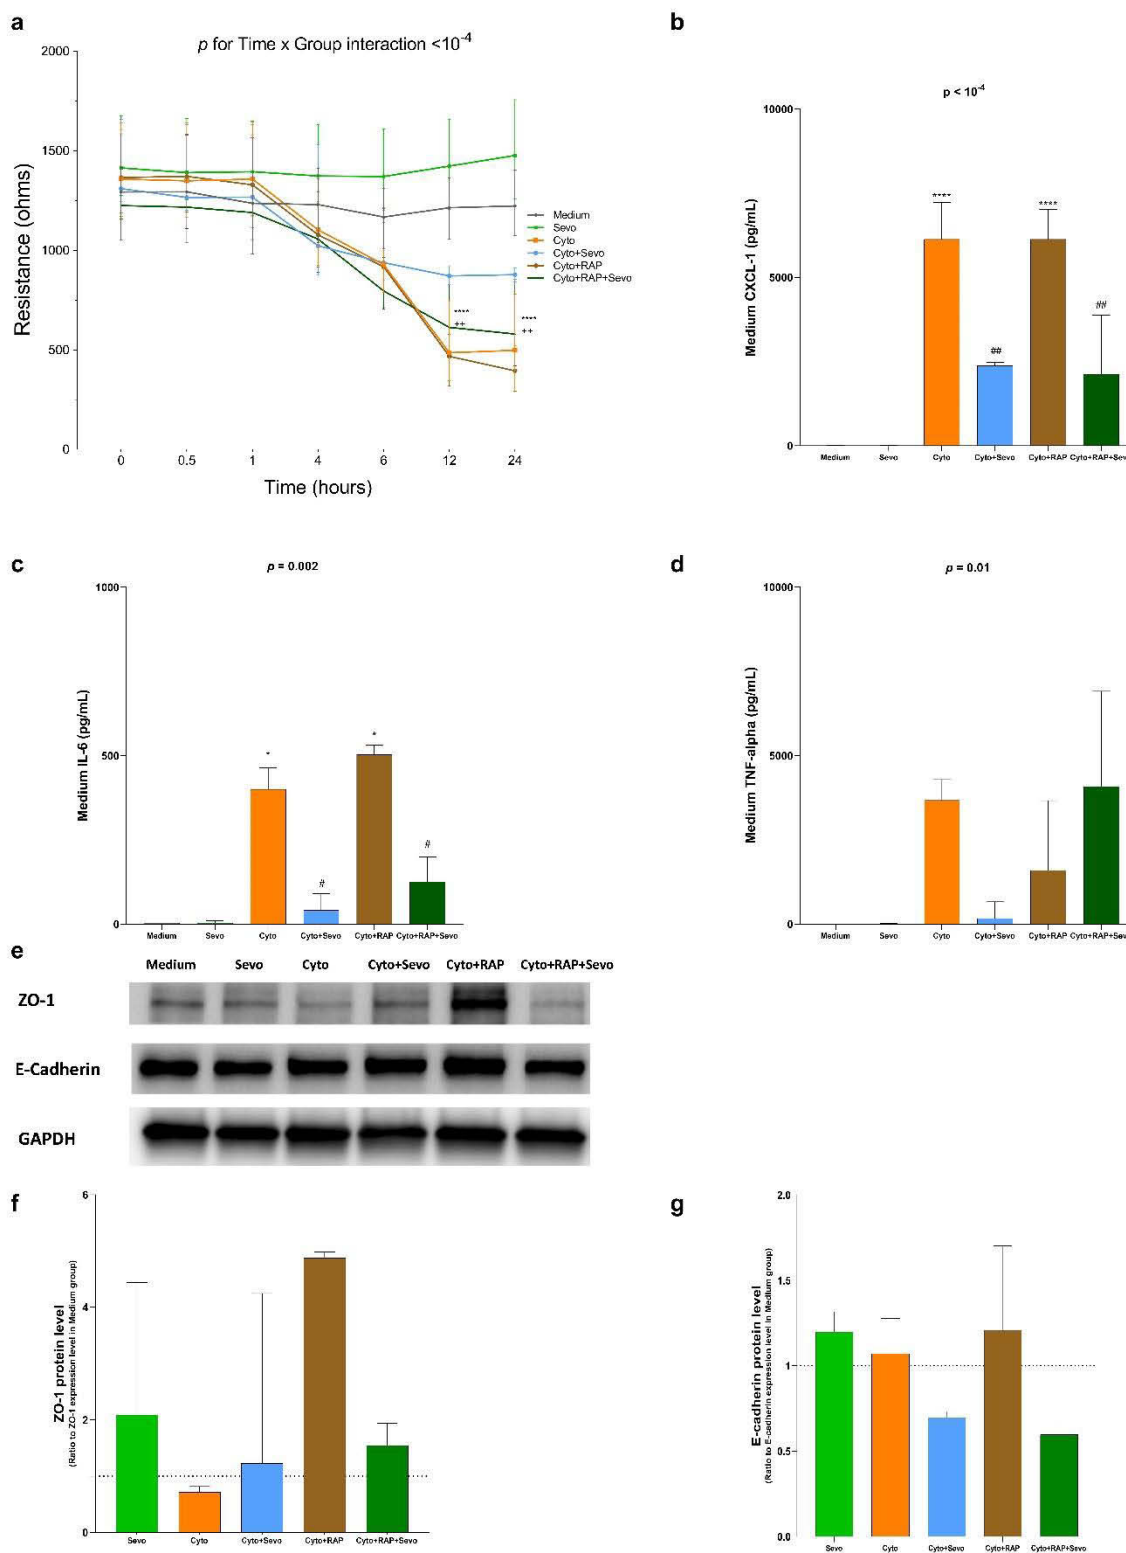 a
p for Time x Group interaction <10-4
2000
1500
1000
500
0
Resistance (ohms)
0 0.5 1 4 6 12 24
Time (hours)
Medium
Sevo
Cyto
Cyto+Sevo
Cyto+RAP
Cyto+RAP+Sevo
**** ****
++ ++
b
p < 10-4
10000
5000
0
Medium CXCL-1 (pg/mL)
**** ## **** ##
Medium Sevo Cyto Cyto+Sevo Cyto+RAP Cyto+RAP+Sevo
c
p = 0.002
1000
500
0
Medium IL-6 (pg/mL)
* # * #
Medium Sevo Cyto Cyto+Sevo Cyto+RAP Cyto+RAP+Sevo
d
p = 0.01
10000
5000
0
Medium TNF-alpha (pg/mL)
Medium Sevo Cyto Cyto+Sevo Cyto+RAP Cyto+RAP+Sevo
e
Medium Sevo Cyto Cyto+Sevo Cyto+RAP Cyto+RAP+Sevo
ZO-1
E-Cadherin
GAPDH
f
6
4
2
0
ZO-1 protein level
(Ratio to ZO-1 expression level in Medium group)
Sevo Cyto Cyto+Sevo Cyto+RAP Cyto+RAP+Sevo
g
2.0
1.5
1
0.5
0.0
E-cadherin protein level
(Ratio to E-cadherin expression level in Medium group)
Sevo Cyto Cyto+Sevo Cyto+RAP Cyto+RAP+Sevo